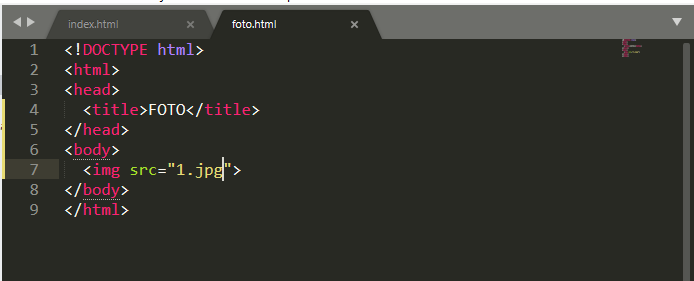 index.html × foto.html ×
1 <!DOCTYPE html>
2 <html>
3 <head>
4 <title>FOTO</title>
5 </head>
6 <body>
7 <img src="1.jpg">
8 </body>
9 </html>